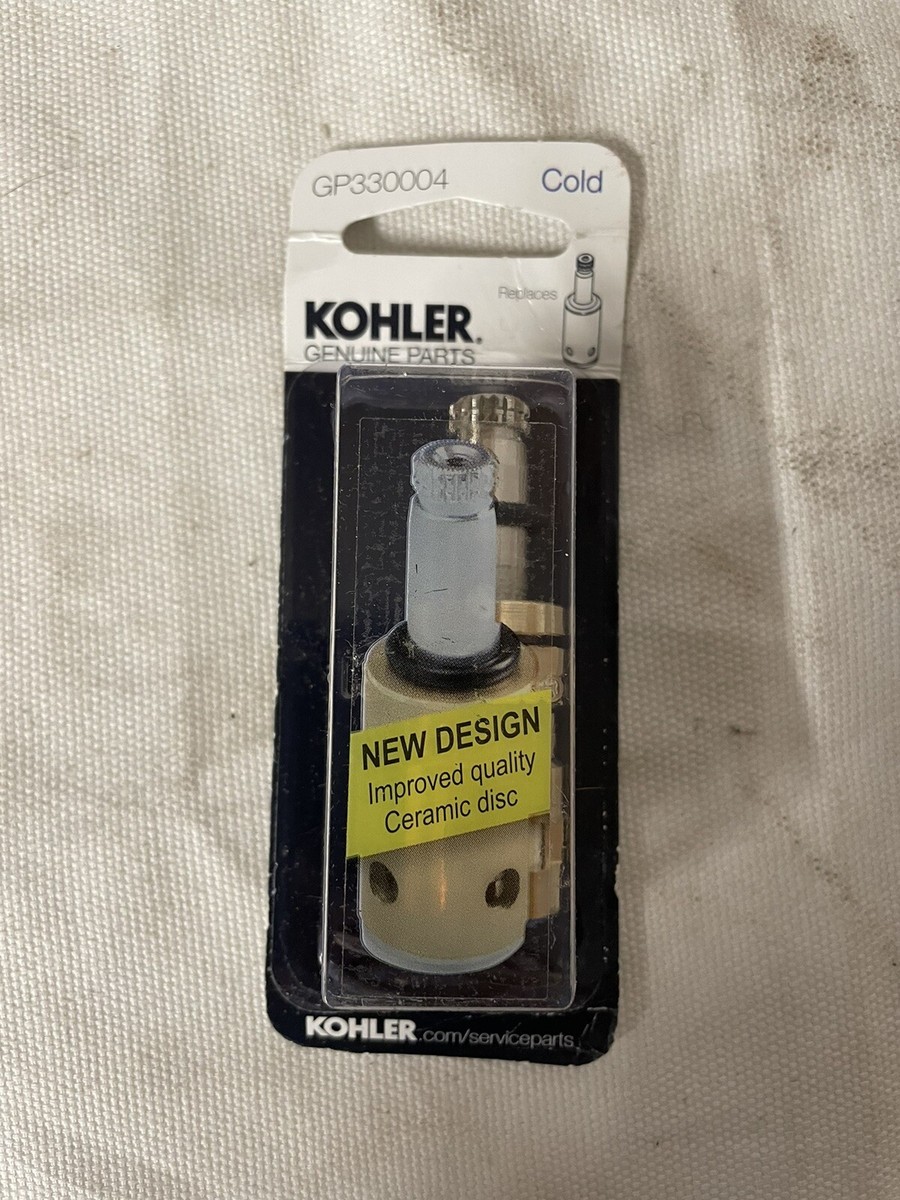 GP330004 Cold
Replaces
KOHLER.
GENUINE PARTS
NEW DESIGN
Improved quality
Ceramic disc
KOHLER.com/serviceparts